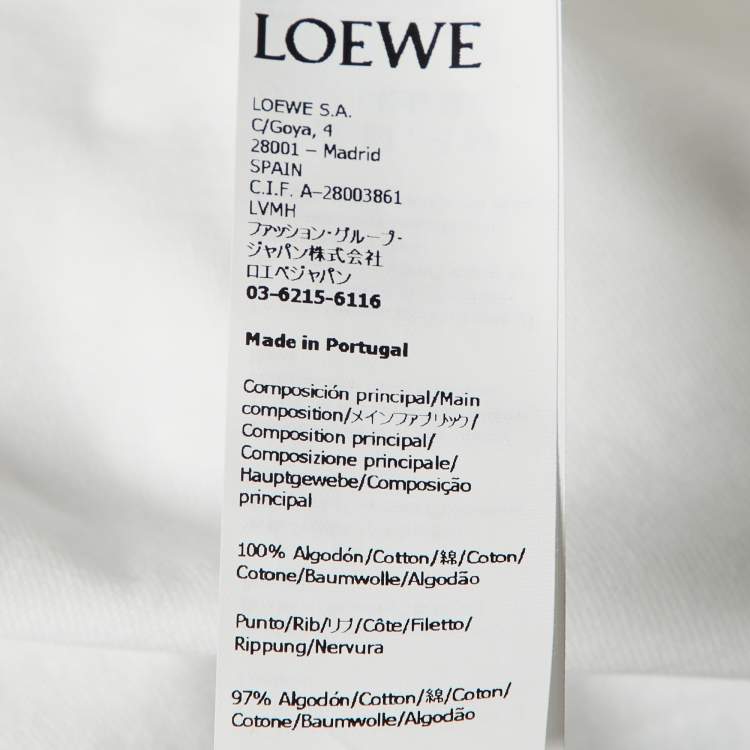 LOEWE
LOEWE S.A.
C/Goya, 4
28001 – Madrid
SPAIN
C.I.F. A-28003861
LVMH
ファッション・グループ・
ジャパン株式会社
ロエベジャパン
03-6215-6116
Made in Portugal
Composición principal/Main
composition/メインファブリック/
Composition principal/
Composizione principale/
Hauptgewebe/Composição
principal
100% Algodón/Cotton/綿/Coton/
Cotone/Baumwolle/Algodão
Punto/Rib/リブ/Côte/Filetto/
Rippung/Nervura
97% Algodón/Cotton/綿/Coton/
Cotone/Baumwolle/Algodão